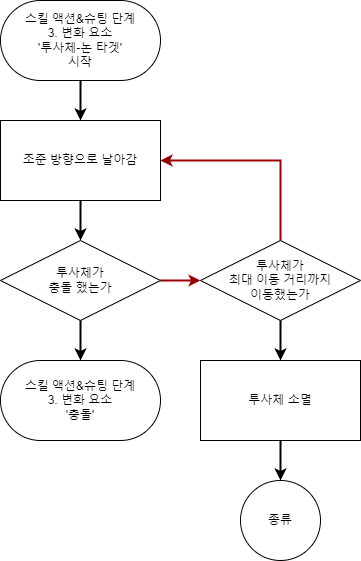 스킬 액션&슈팅 단계
3. 변화 요소
'투사체-논 타겟'
시작
조준 방향으로 날아감
투사체가
충돌 했는가
투사체가
최대 이동 거리까지
이동했는가
스킬 액션&슈팅 단계
3. 변화 요소
'충돌'
투사체 소멸
종류